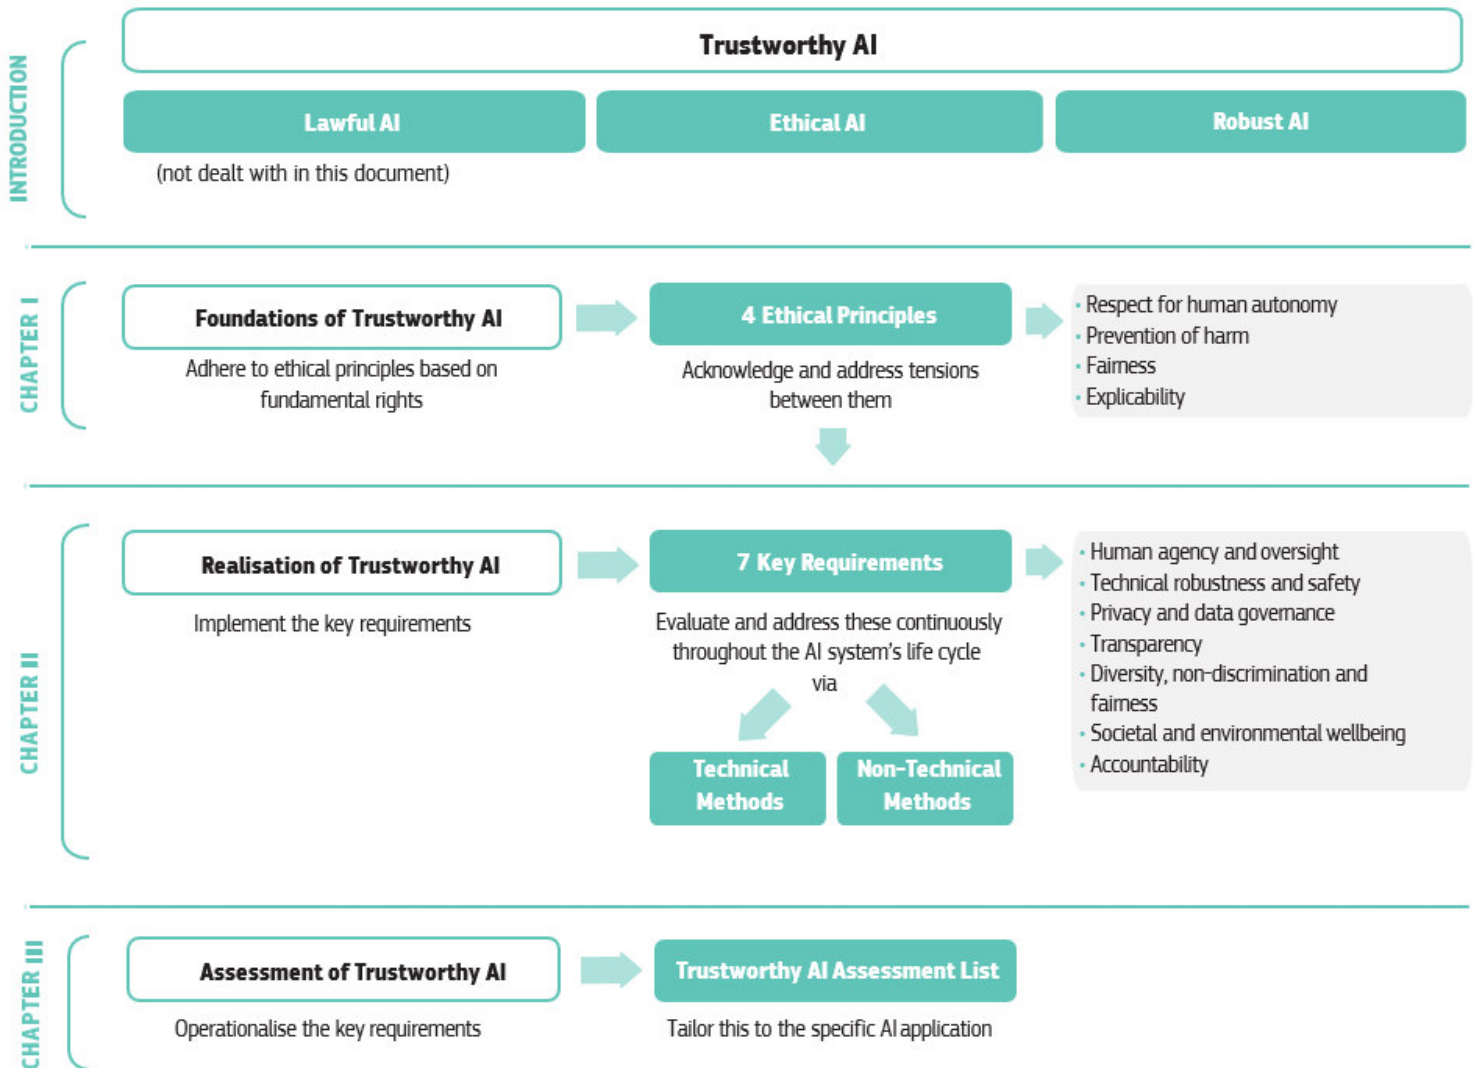 INTRODUCTION
Trustworthy AI
Lawful AI
Ethical AI
Robust AI
(not dealt with in this document)
CHAPTER I
Foundations of Trustworthy AI
Adhere to ethical principles based on
fundamental rights
4 Ethical Principles
Acknowledge and address tensions
between them
• Respect for human autonomy
• Prevention of harm
• Fairness
• Explicability
CHAPTER II
Realisation of Trustworthy AI
Implement the key requirements
7 Key Requirements
Evaluate and address these continuously
throughout the AI system's life cycle
via
Technical
Methods
Non-Technical
Methods
• Human agency and oversight
• Technical robustness and safety
• Privacy and data governance
• Transparency
• Diversity, non-discrimination and
fairness
• Societal and environmental wellbeing
• Accountability
CHAPTER III
Assessment of Trustworthy AI
Operationalise the key requirements
Trustworthy AI Assessment List
Tailor this to the specific AI application